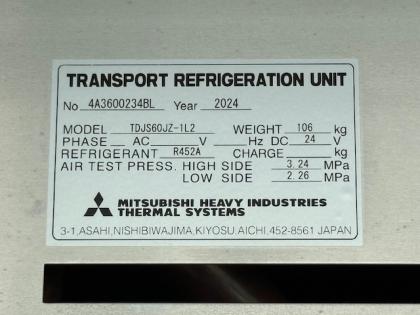 TRANSPORT REFRIGERATION UNIT
No 4A3600234BL Year 2024
MODEL TDJS60JZ-1L2 WEIGHT 106 kg
PHASE AC V Hz DC 24 V
REFRIGERANT R452A CHARGE kg
AIR TEST PRESS. HIGH SIDE 3.24 MPa
LOW SIDE 2.26 MPa
MITSUBISHI HEAVY INDUSTRIES
THERMAL SYSTEMS
3-1, ASAHI, NISHIBIWAJIMA, KIYOSU, AICHI, 452-8561 JAPAN